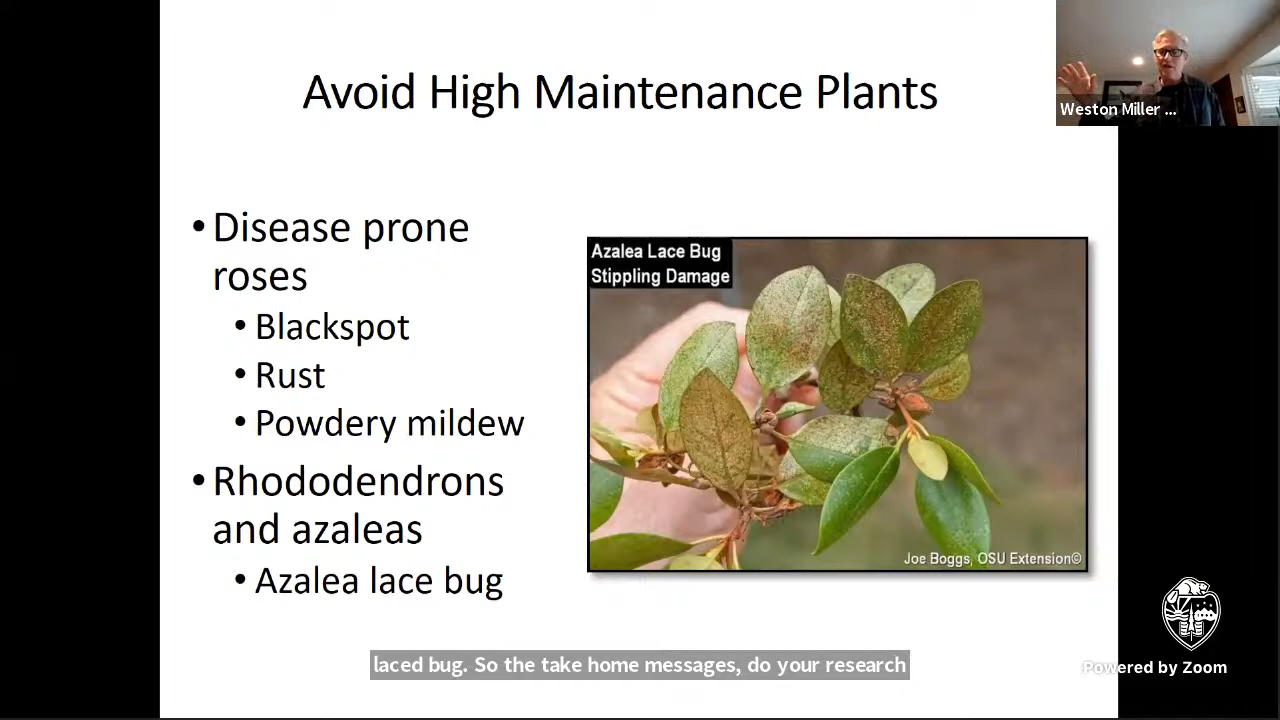 Avoid High Maintenance Plants
Weston Miller ...
• Disease prone
roses
• Blackspot
• Rust
• Powdery mildew
• Rhododendrons
and azaleas
• Azalea lace bug
Azalea Lace Bug
Stippling Damage
Joe Boggs, OSU Extension©
laced bug. So the take home messages, do your research
Powered by Zoom